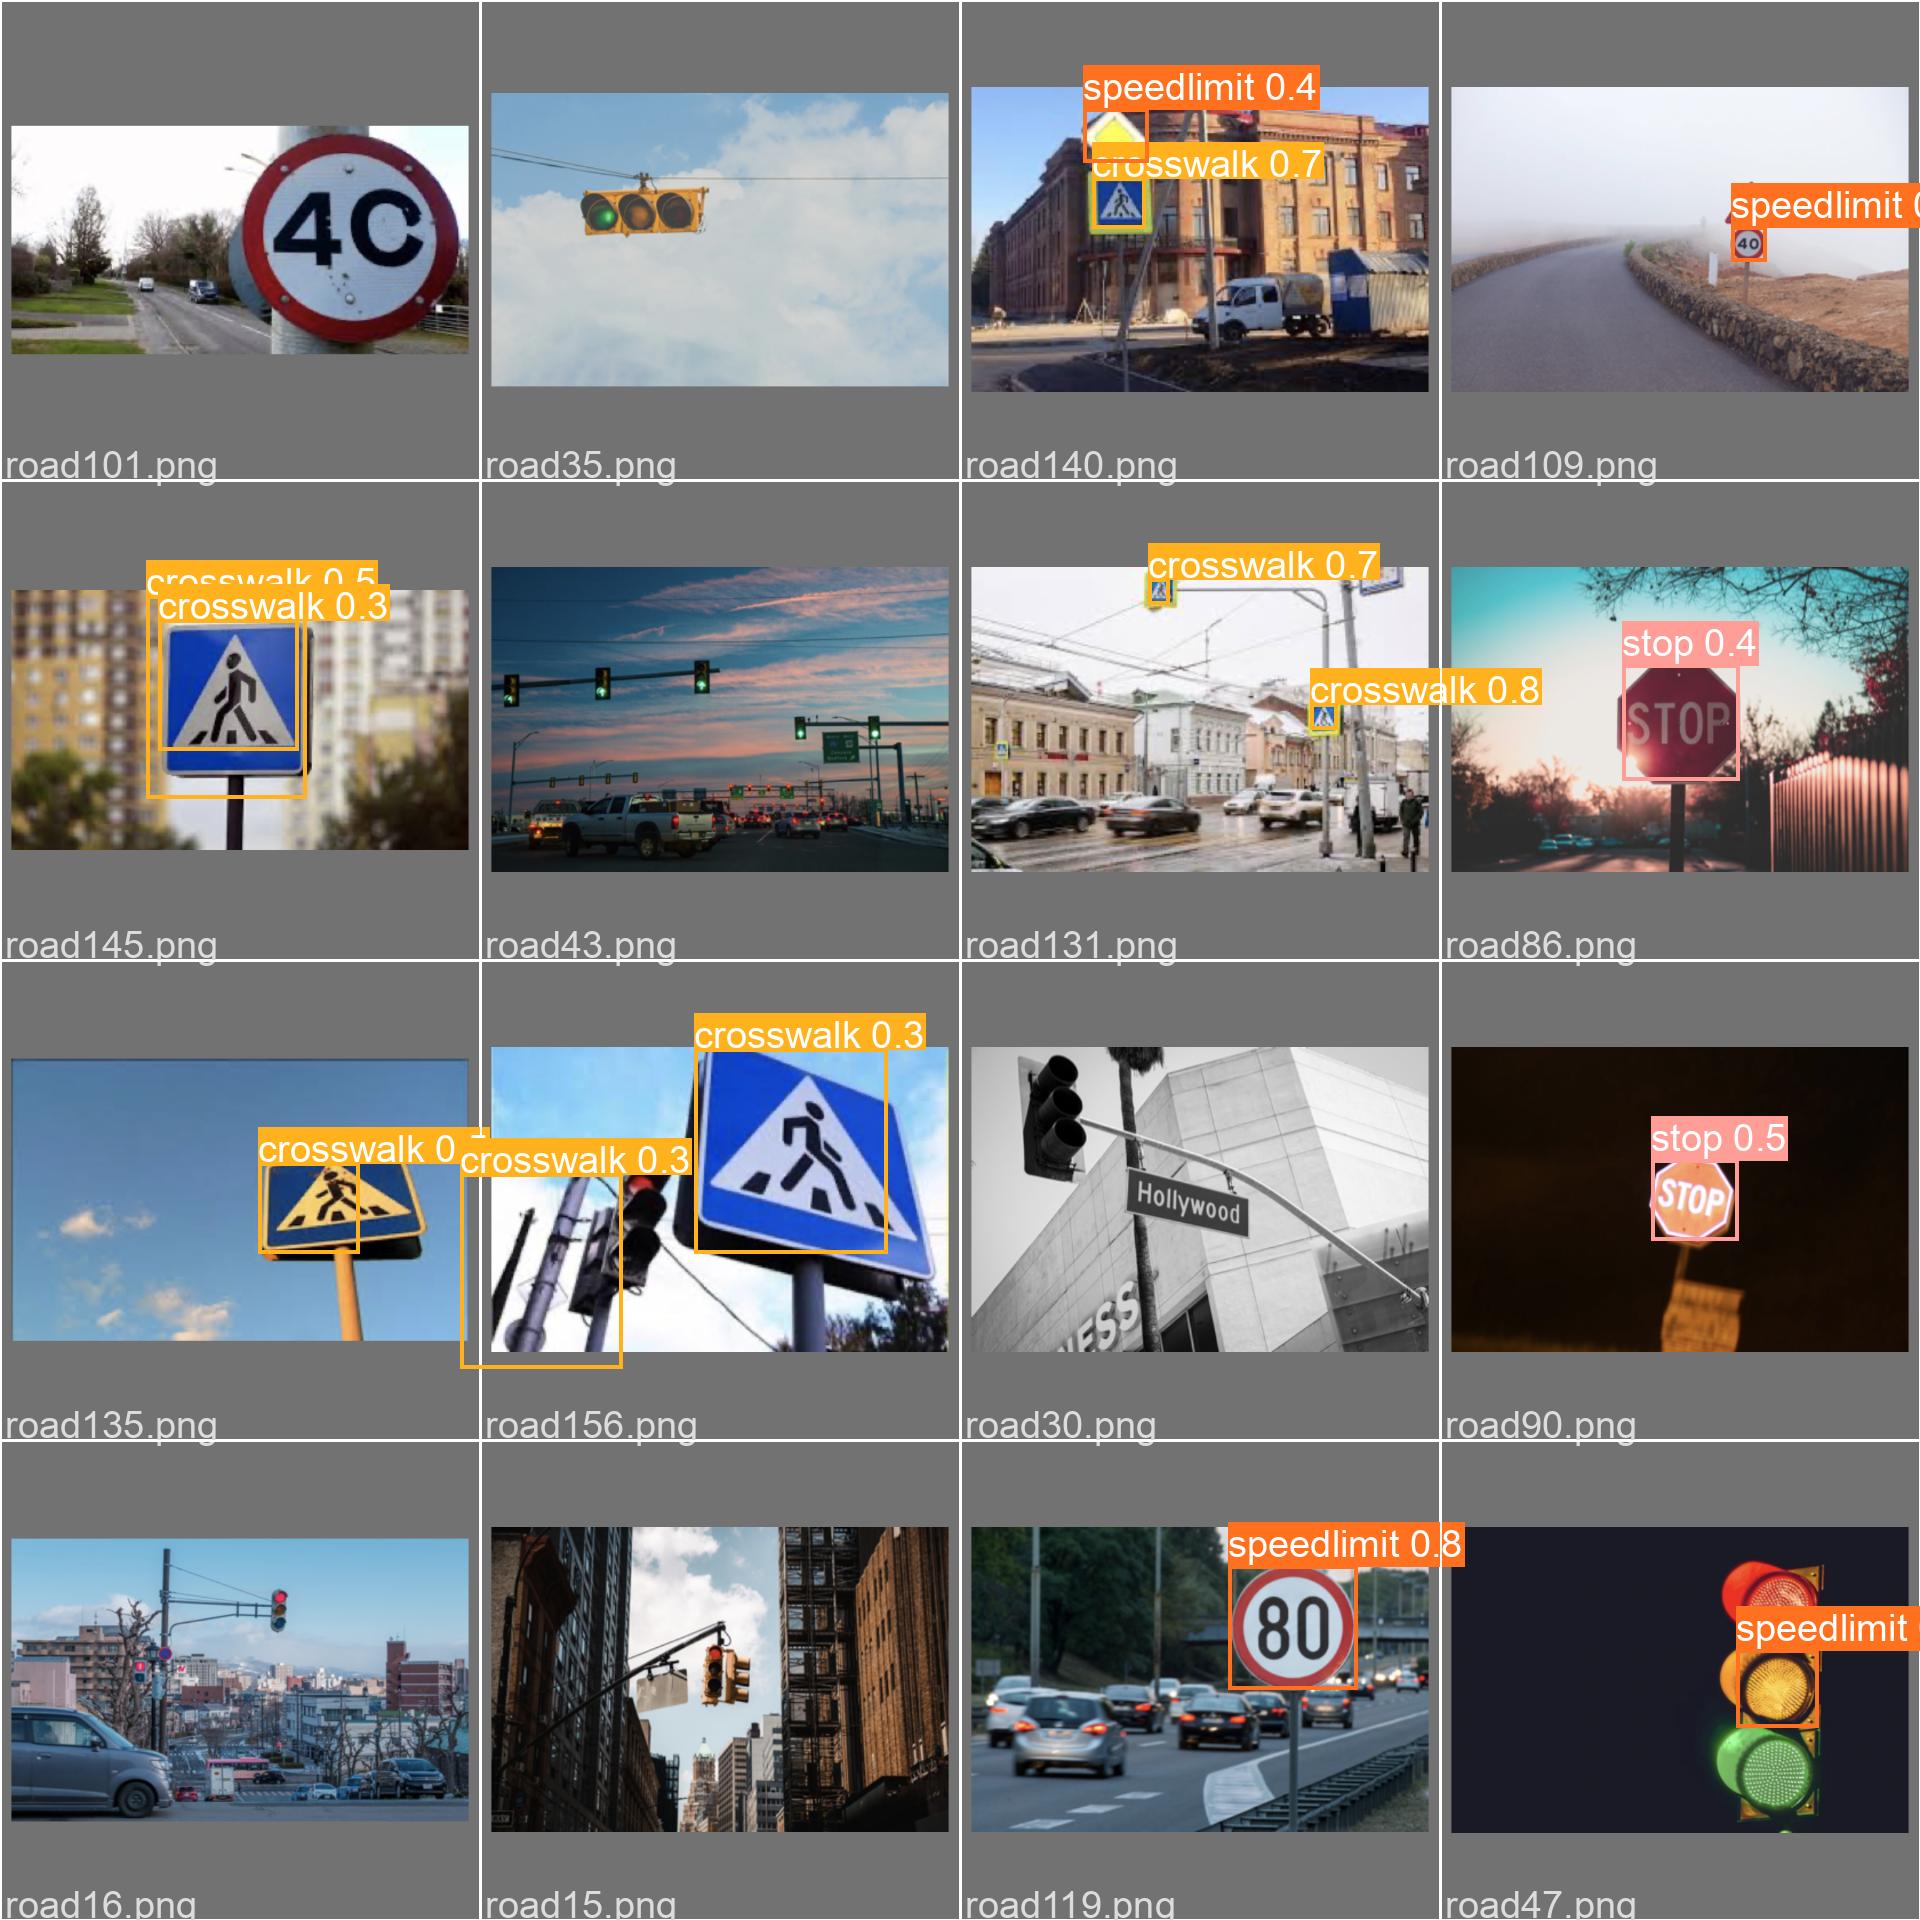 speedlimit 0.4
crosswalk 0.7
4C
speedlimit 0
40
road101.png
road35.png
road140.png
road109.png
crosswalk 0.5
crosswalk 0.3
crosswalk 0.7
crosswalk 0.8
stop 0.4
STOP
road145.png
road43.png
road131.png
road86.png
crosswalk 0.3
crosswalk 0.
crosswalk 0.3
Hollywood
NESS
stop 0.5
STOP
road135.png
road156.png
road30.png
road90.png
speedlimit 0.8
80
speedlimit
road16.png
road15.png
road119.png
road47.png